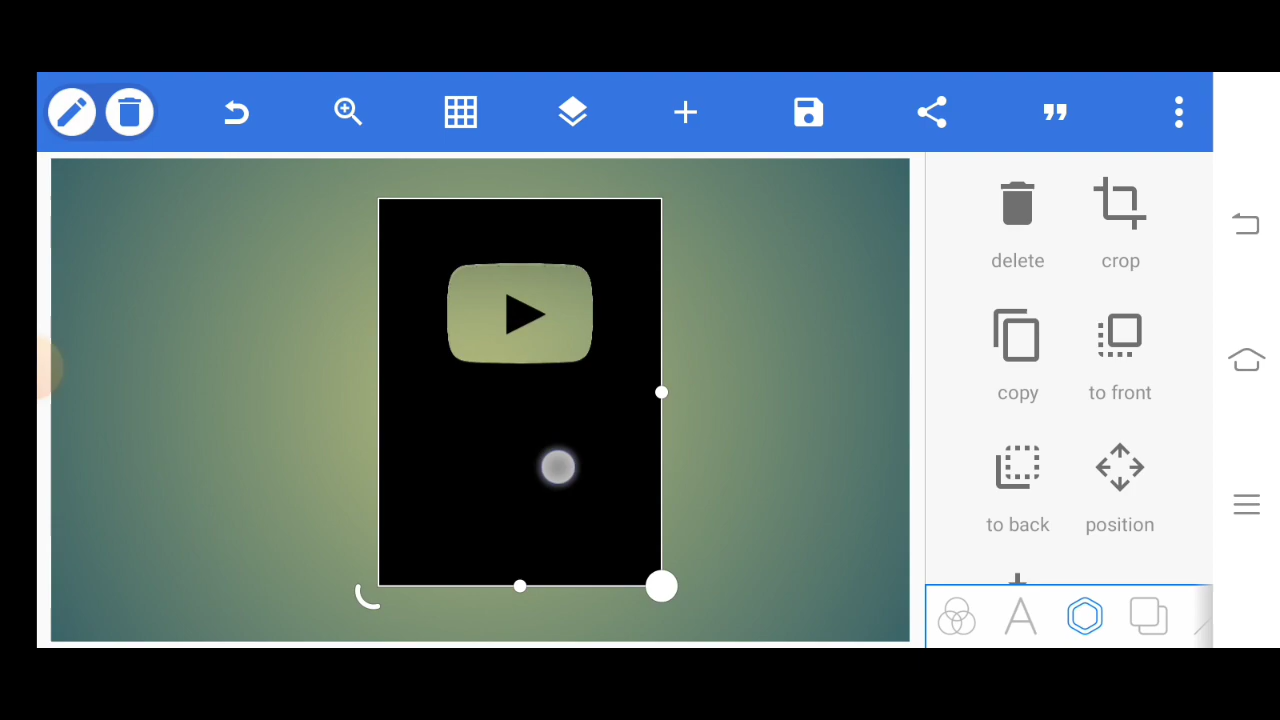 delete
crop
copy
to front
to back
position